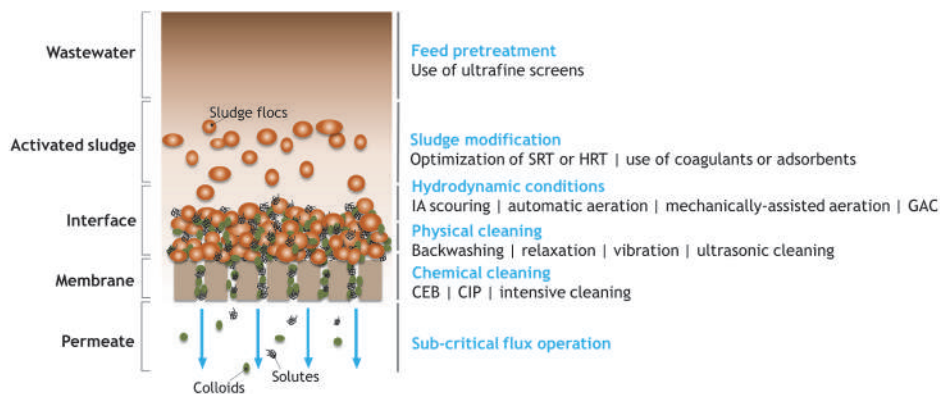 Wastewater
Feed pretreatment
Use of ultrafine screens
Sludge flocs
Activated sludge
Sludge modification
Optimization of SRT or HRT | use of coagulants or adsorbents
Hydrodynamic conditions
IA scouring | automatic aeration | mechanically-assisted aeration | GAC
Interface
Physical cleaning
Backwashing | relaxation | vibration | ultrasonic cleaning
Membrane
Chemical cleaning
CEB | CIP | intensive cleaning
Permeate
Sub-critical flux operation
Colloids
Solutes